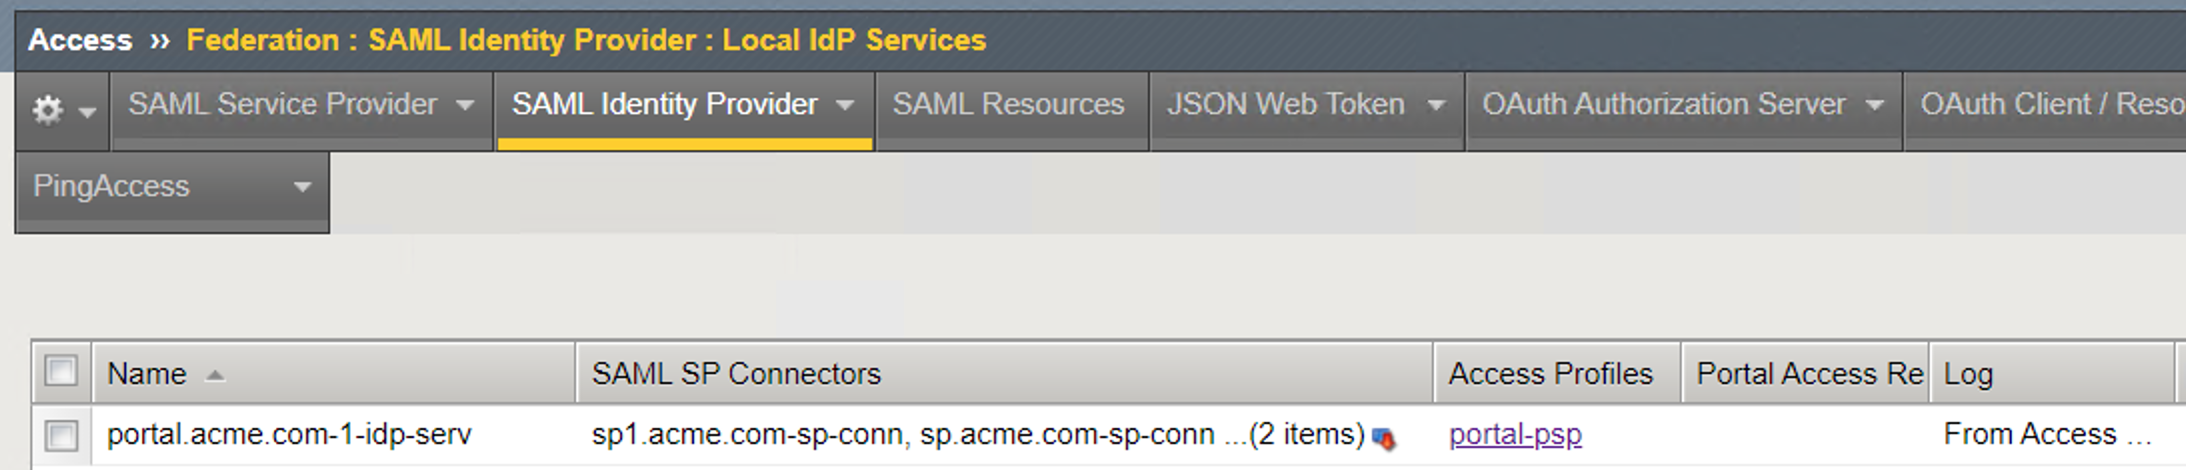 Access ›› Federation : SAML Identity Provider : Local IdP Services
SAML Service Provider SAML Identity Provider SAML Resources JSON Web Token OAuth Authorization Server OAuth Client / Reso
PingAccess
Name SAML SP Connectors Access Profiles Portal Access Re Log
portal.acme.com-1-idp-serv sp1.acme.com-sp-conn, sp.acme.com-sp-conn ...(2 items) portal-psp From Access ...